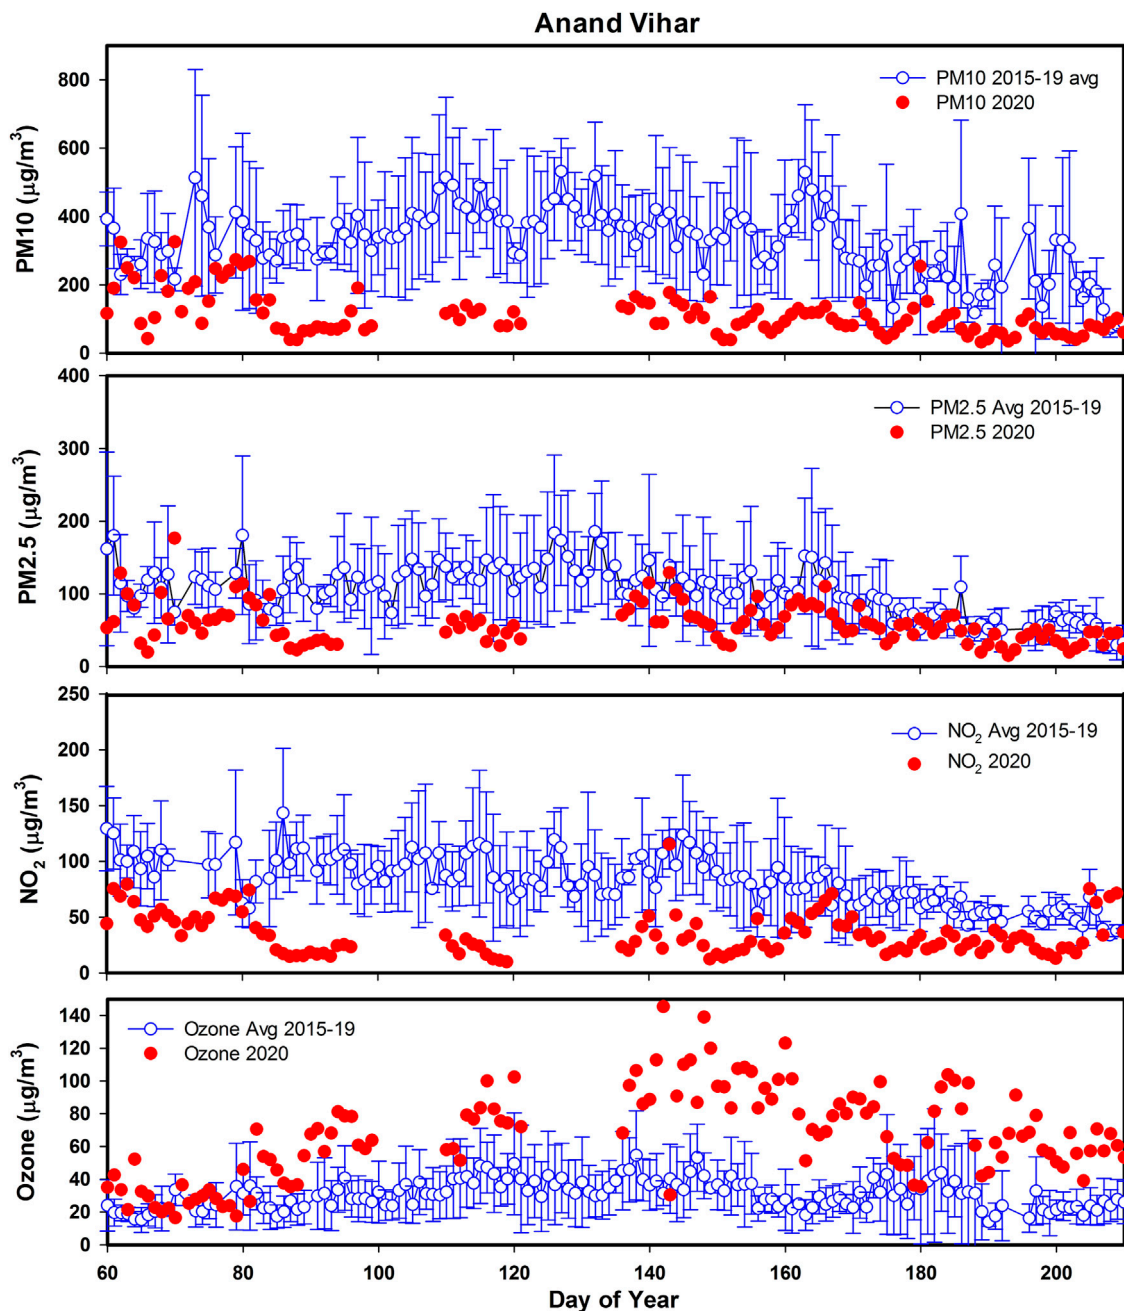 Anand Vihar
PM10 (μg/m³)
800
600
400
200
0
PM10 2015-19 avg
PM10 2020
PM2.5 (μg/m³)
400
300
200
100
0
PM2.5 Avg 2015-19
PM2.5 2020
NO₂ (μg/m³)
250
200
150
100
50
0
NO₂ Avg 2015-19
NO₂ 2020
Ozone (μg/m³)
140
120
100
80
60
40
20
0
Ozone Avg 2015-19
Ozone 2020
60 80 100 120 140 160 180 200
Day of Year